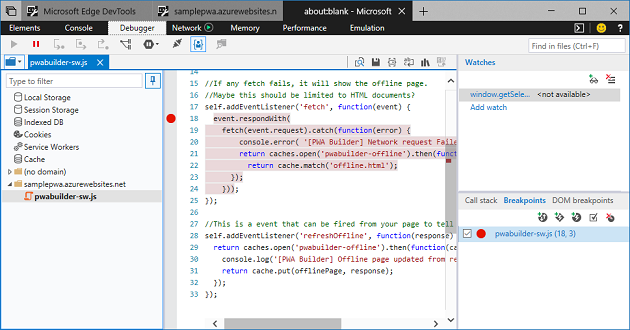 Microsoft Edge DevTools
samplepwa.azurewebsites.n
about:blank - Microsoft
Elements
Console
Debugger
Network
Memory
Performance
Emulation
Find in files (Ctrl+F)
pwabuilder-sw.js
Type to filter
Local Storage
Session Storage
Indexed DB
Cookies
Service Workers
Cache
(no domain)
samplepwa.azurewebsites.net
pwabuilder-sw.js
14
15 //If any fetch fails, it will show the offline page.
16 //Maybe this should be limited to HTML documents?
17 self.addEventListener('fetch', function(event) {
18 event.respondWith(
19 fetch(event.request).catch(function(error) {
20 console.error( '[PWA Builder] Network request Faile
21 return caches.open('pwabuilder-offline').then(funct
22 return cache.match('offline.html');
23 });
24 }));
25 });
26
27 //This is a event that can be fired from your page to tell
28 self.addEventListener('refreshOffline', function(response)
29 return caches.open('pwabuilder-offline').then(function(ca
30 console.log('[PWA Builder] Offline page updated from re
31 return cache.put(offlinePage, response);
32 });
33 });
Watches
window.getSele... <not available>
Add watch
Call stack
Breakpoints
DOM breakpoints
pwabuilder-sw.js (18, 3)